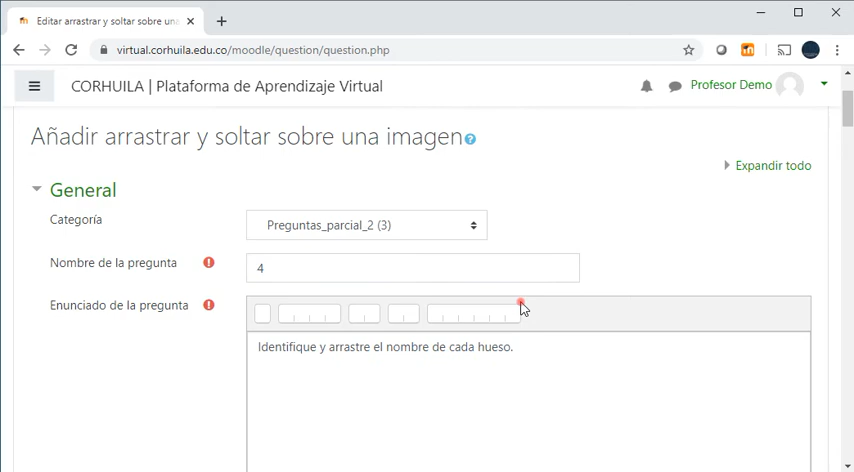 Editar arrastrar y soltar sobre una
virtual.corhuila.edu.co/moodle/question/question.php
CORHUILA | Plataforma de Aprendizaje Virtual
Profesor Demo
Añadir arrastrar y soltar sobre una imagen
Expandir todo
General
Categoría
Preguntas_parcial_2 (3)
Nombre de la pregunta
4
Enunciado de la pregunta
Identifique y arrastre el nombre de cada hueso.